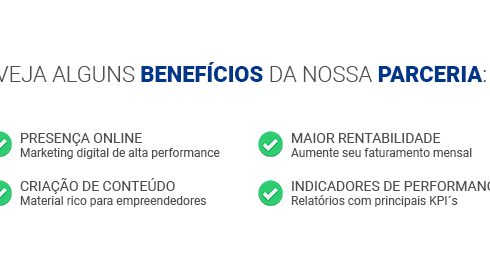 VEJA ALGUNS BENEFÍCIOS DA NOSSA PARCERIA:
PRESENÇA ONLINE
Marketing digital de alta performance
MAIOR RENTABILIDADE
Aumente seu faturamento mensal
CRIAÇÃO DE CONTEÚDO
Material rico para empreendedores
INDICADORES DE PERFORMANC
Relatórios com principais KPI´s